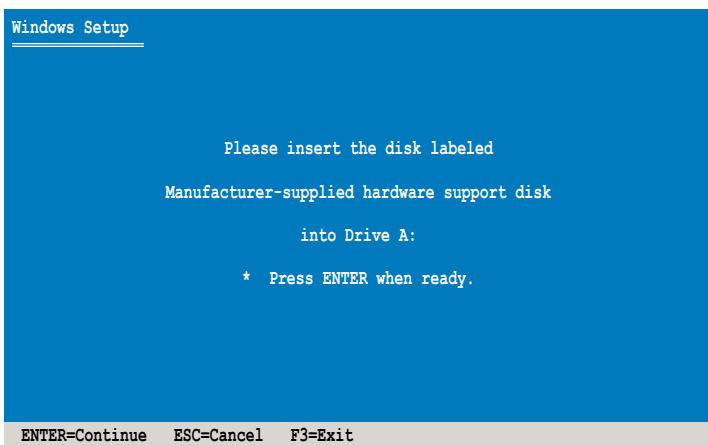 Windows Setup
Please insert the disk labeled
Manufacturer-supplied hardware support disk
into Drive A:
* Press ENTER when ready.
ENTER=Continue ESC=Cancel F3=Exit